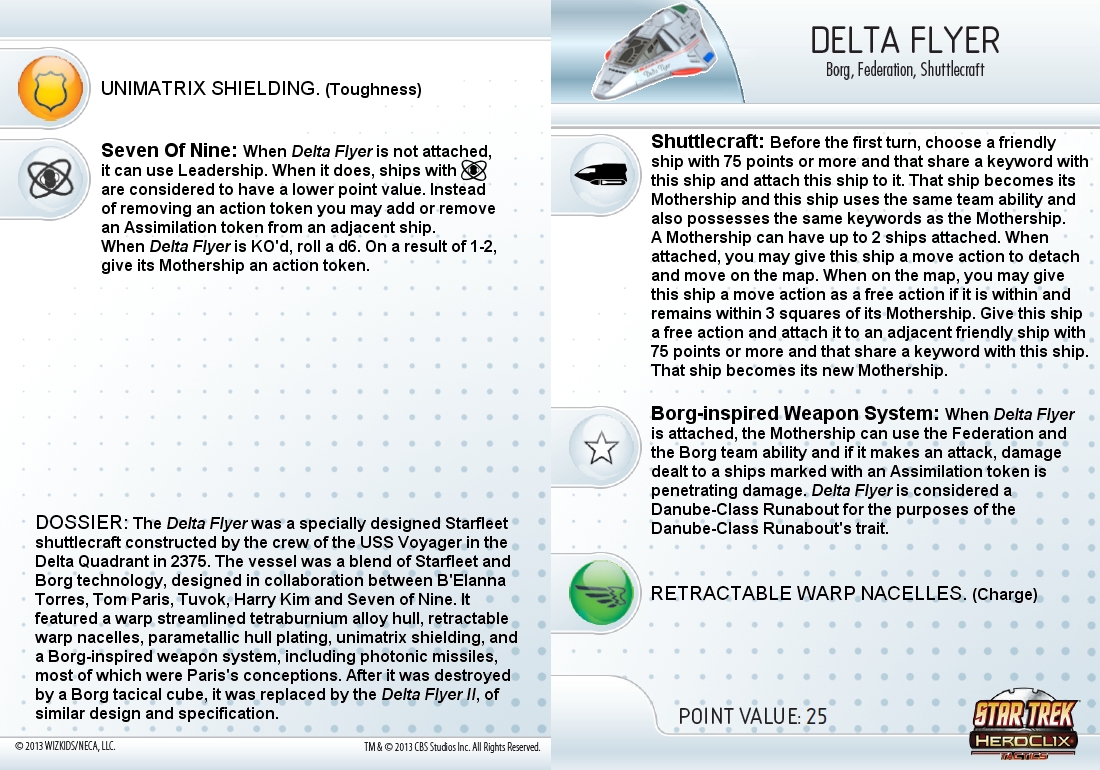 UNIMATRIX SHIELDING. (Toughness)
Seven Of Nine: When Delta Flyer is not attached,
it can use Leadership. When it does, ships with
are considered to have a lower point value. Instead
of removing an action token you may add or remove
an Assimilation token from an adjacent ship.
When Delta Flyer is KO'd, roll a d6. On a result of 1-2,
give its Mothership an action token.
DOSSIER: The Delta Flyer was a specially designed Starfleet
shuttlecraft constructed by the crew of the USS Voyager in the
Delta Quadrant in 2375. The vessel was a blend of Starfleet and
Borg technology, designed in collaboration between B'Elanna
Torres, Tom Paris, Tuvok, Harry Kim and Seven of Nine. It
featured a warp streamlined tetraburnium alloy hull, retractable
warp nacelles, parametallic hull plating, unimatrix shielding, and
a Borg-inspired weapon system, including photonic missiles,
most of which were Paris's conceptions. After it was destroyed
by a Borg tacical cube, it was replaced by the Delta Flyer II, of
similar design and specification.
© 2013 WIZKIDS/NECA, LLC.
TM & © 2013 CBS Studios Inc. All Rights Reserved.
DELTA FLYER
Borg, Federation, Shuttlecraft
Shuttlecraft: Before the first turn, choose a friendly
ship with 75 points or more and that share a keyword with
this ship and attach this ship to it. That ship becomes its
Mothership and this ship uses the same team ability and
also possesses the same keywords as the Mothership.
A Mothership can have up to 2 ships attached. When
attached, you may give this ship a move action to detach
and move on the map. When on the map, you may give
this ship a move action as a free action if it is within and
remains within 3 squares of its Mothership. Give this ship
a free action and attach it to an adjacent friendly ship with
75 points or more and that share a keyword with this ship.
That ship becomes its new Mothership.
Borg-inspired Weapon System: When Delta Flyer
is attached, the Mothership can use the Federation and
the Borg team ability and if it makes an attack, damage
dealt to a ships marked with an Assimilation token is
penetrating damage. Delta Flyer is considered a
Danube-Class Runabout for the purposes of the
Danube-Class Runabout's trait.
RETRACTABLE WARP NACELLES. (Charge)
POINT VALUE: 25
STAR TREK
HEROCLIX
TACTICS